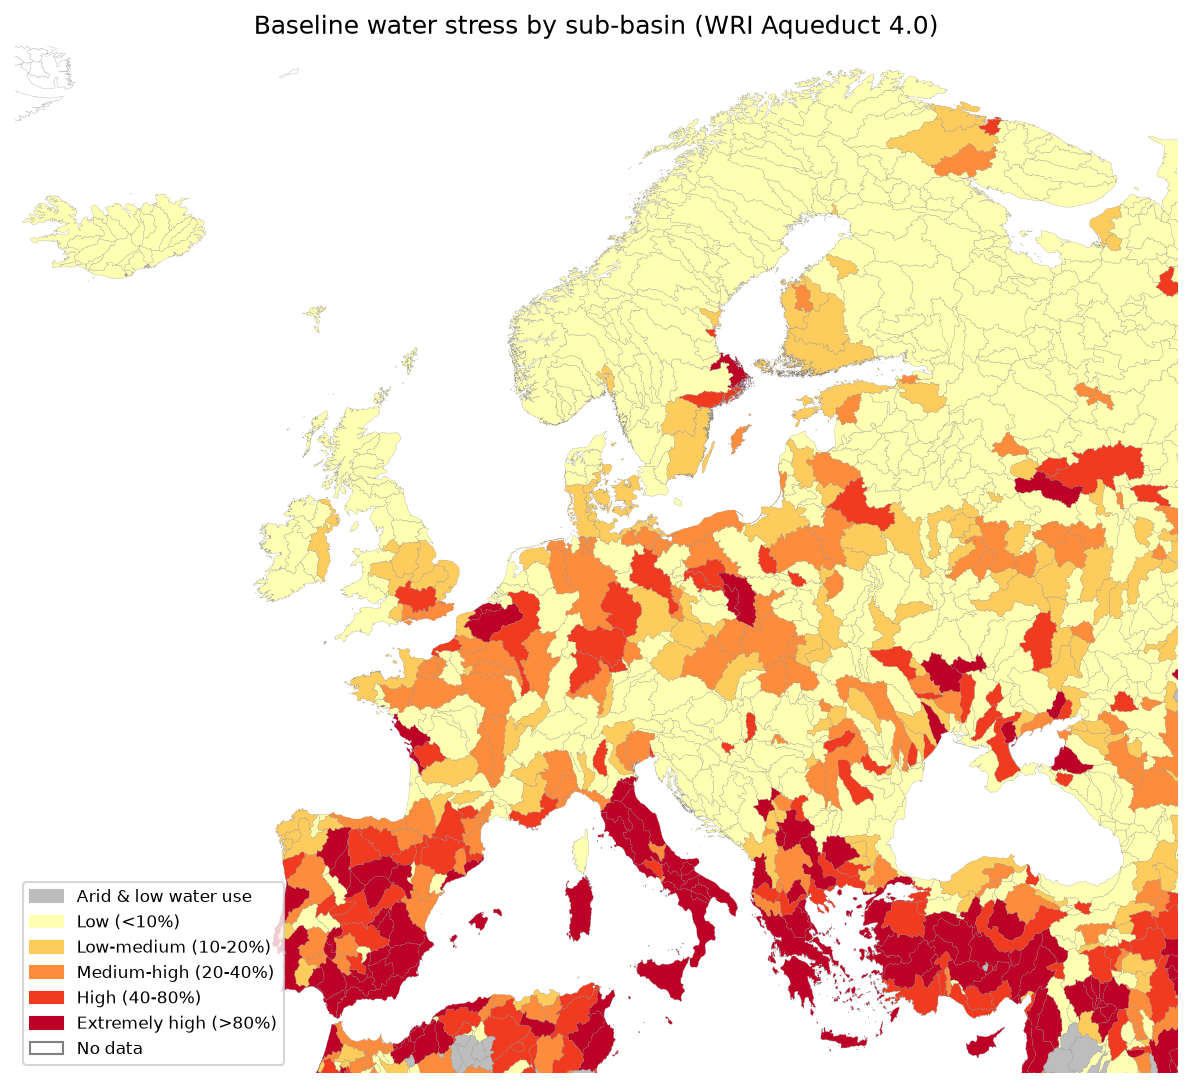 Baseline water stress by sub-basin (WRI Aqueduct 4.0)
Arid & low water use
Low (<10%)
Low-medium (10-20%)
Medium-high (20-40%)
High (40-80%)
Extremely high (>80%)
No data